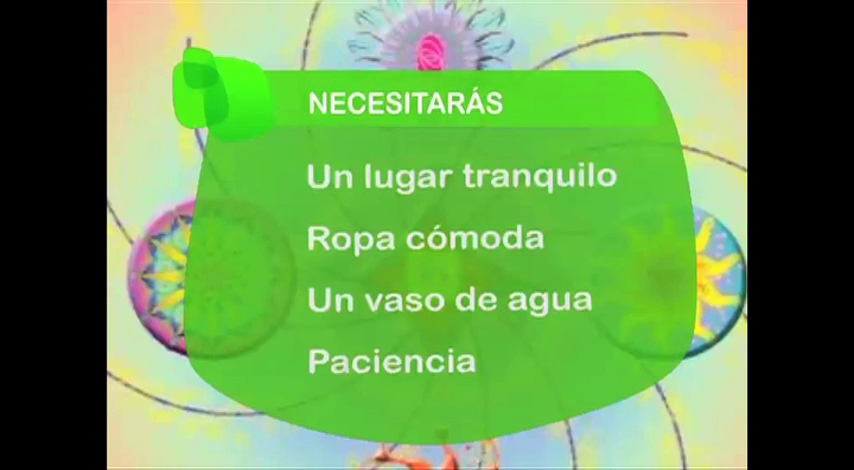 NECESITARÁS
Un lugar tranquilo
Ropa cómoda
Un vaso de agua
Paciencia